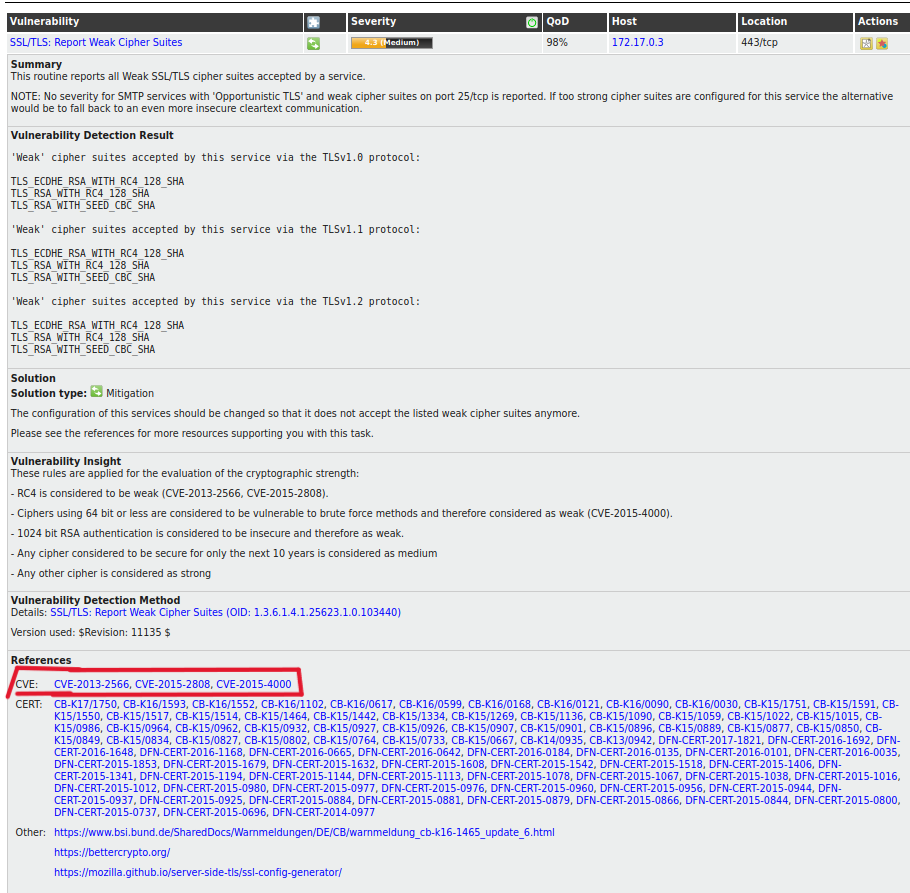 Vulnerability Severity QoD Host Location Actions
SSL/TLS: Report Weak Cipher Suites 4.3 (Medium) 98% 172.17.0.3 443/tcp
Summary
This routine reports all Weak SSL/TLS cipher suites accepted by a service.
NOTE: No severity for SMTP services with 'Opportunistic TLS' and weak cipher suites on port 25/tcp is reported. If too strong cipher suites are configured for this service the alternative
would be to fall back to an even more insecure cleartext communication.
Vulnerability Detection Result
'Weak' cipher suites accepted by this service via the TLSv1.0 protocol:
TLS_ECDHE_RSA_WITH_RC4_128_SHA
TLS_RSA_WITH_RC4_128_SHA
TLS_RSA_WITH_SEED_CBC_SHA
'Weak' cipher suites accepted by this service via the TLSv1.1 protocol:
TLS_ECDHE_RSA_WITH_RC4_128_SHA
TLS_RSA_WITH_RC4_128_SHA
TLS_RSA_WITH_SEED_CBC_SHA
'Weak' cipher suites accepted by this service via the TLSv1.2 protocol:
TLS_ECDHE_RSA_WITH_RC4_128_SHA
TLS_RSA_WITH_RC4_128_SHA
TLS_RSA_WITH_SEED_CBC_SHA
Solution
Solution type: Mitigation
The configuration of this services should be changed so that it does not accept the listed weak cipher suites anymore.
Please see the references for more resources supporting you with this task.
Vulnerability Insight
These rules are applied for the evaluation of the cryptographic strength:
- RC4 is considered to be weak (CVE-2013-2566, CVE-2015-2808).
- Ciphers using 64 bit or less are considered to be vulnerable to brute force methods and therefore considered as weak (CVE-2015-4000).
- 1024 bit RSA authentication is considered to be insecure and therefore as weak.
- Any cipher considered to be secure for only the next 10 years is considered as medium
- Any other cipher is considered as strong
Vulnerability Detection Method
Details: SSL/TLS: Report Weak Cipher Suites (OID: 1.3.6.1.4.1.25623.1.0.103440)
Version used: $Revision: 11135 $
References
CVE: CVE-2013-2566, CVE-2015-2808, CVE-2015-4000
CERT: CB-K17/1750, CB-K16/1593, CB-K16/1552, CB-K16/1102, CB-K16/0617, CB-K16/0599, CB-K16/0168, CB-K16/0121, CB-K16/0090, CB-K16/0030, CB-K15/1751, CB-K15/1591, CB-
K15/1550, CB-K15/1517, CB-K15/1514, CB-K15/1464, CB-K15/1442, CB-K15/1334, CB-K15/1269, CB-K15/1136, CB-K15/1090, CB-K15/1059, CB-K15/1022, CB-K15/1015, CB-
K15/0986, CB-K15/0964, CB-K15/0962, CB-K15/0932, CB-K15/0927, CB-K15/0926, CB-K15/0907, CB-K15/0901, CB-K15/0896, CB-K15/0889, CB-K15/0877, CB-K15/0850, CB-
K15/0849, CB-K15/0834, CB-K15/0827, CB-K15/0802, CB-K15/0764, CB-K15/0733, CB-K15/0667, CB-K14/0935, CB-K13/0942, DFN-CERT-2017-1821, DFN-CERT-2016-1692, DFN-
CERT-2016-1648, DFN-CERT-2016-1168, DFN-CERT-2016-0665, DFN-CERT-2016-0642, DFN-CERT-2016-0184, DFN-CERT-2016-0135, DFN-CERT-2016-0101, DFN-CERT-2016-0035,
DFN-CERT-2015-1853, DFN-CERT-2015-1679, DFN-CERT-2015-1632, DFN-CERT-2015-1608, DFN-CERT-2015-1542, DFN-CERT-2015-1518, DFN-CERT-2015-1406, DFN-
CERT-2015-1341, DFN-CERT-2015-1194, DFN-CERT-2015-1144, DFN-CERT-2015-1113, DFN-CERT-2015-1078, DFN-CERT-2015-1067, DFN-CERT-2015-1038, DFN-CERT-2015-1016,
DFN-CERT-2015-1012, DFN-CERT-2015-0980, DFN-CERT-2015-0977, DFN-CERT-2015-0976, DFN-CERT-2015-0960, DFN-CERT-2015-0956, DFN-CERT-2015-0944, DFN-
CERT-2015-0937, DFN-CERT-2015-0925, DFN-CERT-2015-0884, DFN-CERT-2015-0881, DFN-CERT-2015-0879, DFN-CERT-2015-0866, DFN-CERT-2015-0844, DFN-CERT-2015-0800,
DFN-CERT-2015-0737, DFN-CERT-2015-0696, DFN-CERT-2014-0977
Other: https://www.bsi.bund.de/SharedDocs/Warnmeldungen/DE/CB/warnmeldung_cb-k16-1465_update_6.html
https://bettercrypto.org/
https://mozilla.github.io/server-side-tls/ssl-config-generator/